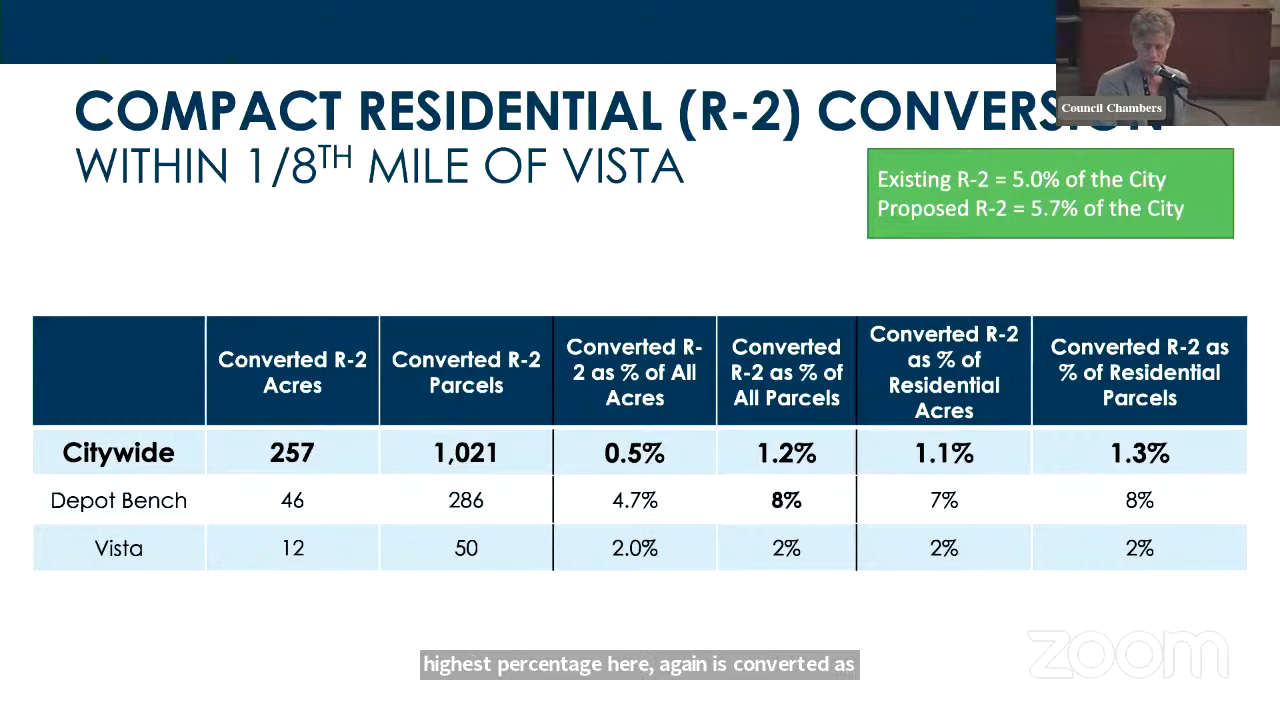 COMPACT RESIDENTIAL (R-2) CONVERSION
WITHIN 1/8TH MILE OF VISTA
Council Chambers
Existing R-2 = 5.0% of the City
Proposed R-2 = 5.7% of the City
Converted R-2 Acres
Converted R-2 Parcels
Converted R-2 as % of All Acres
Converted R-2 as % of All Parcels
Converted R-2 as % of Residential Acres
Converted R-2 as % of Residential Parcels
Citywide 257 1,021 0.5% 1.2% 1.1% 1.3%
Depot Bench 46 286 4.7% 8% 7% 8%
Vista 12 50 2.0% 2% 2% 2%
highest percentage here, again is converted as
zoom